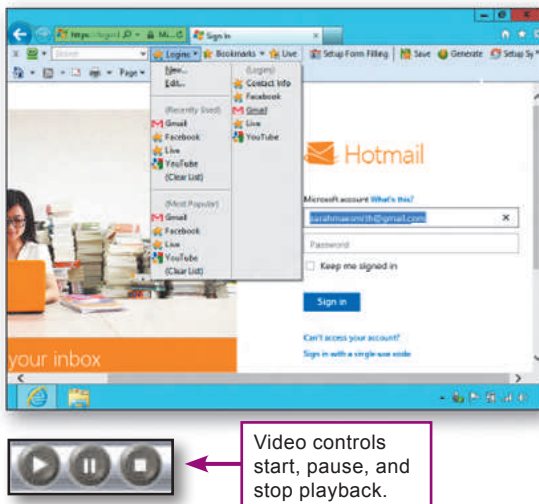 Sign In
Logins Bookmarks Live Setup Form Filling Save Generate Setup Sy
Page
New... (Logins)
Edit... Contact Info
Facebook
(Recently Used) Gmail
Gmail Live
Facebook YouTube
Live
YouTube
(Clear List)
(Most Popular)
Gmail
Facebook
Live
YouTube
(Clear List)
Hotmail
Microsoft account What's this?
sarahmaesmith@gmail.com
Password
Keep me signed in
Sign in
Can't access your account?
Sign in with a single-use code
your inbox
Video controls
start, pause, and
stop playback.